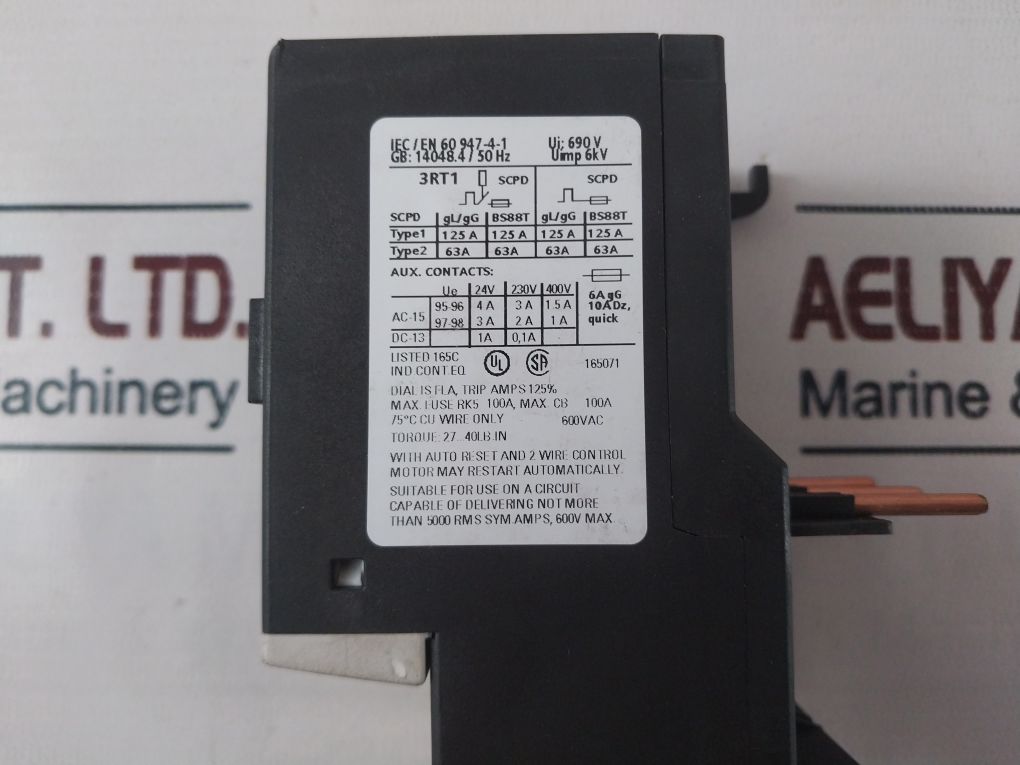 T. LTD.
achinery
AELIYA
Marine &
IEC / EN 60 947-4-1 Ui: 690 V
GB: 14048.4 / 50 Hz Uimp 6kV
3RT1 SCPD SCPD
SCPD gL/gG BS88T gL/gG BS88T
Type1 125 A 125 A 125 A 125 A
Type2 63A 63A 63A 63A
AUX. CONTACTS:
Ue 24V 230V 400V
AC-15 95-96 4 A 3 A 1.5 A
97-98 3 A 2 A 1 A
DC-13 1A 0,1A
6A gG
10A Dz,
quick
LISTED 165C UL SA 165071
IND CONT.EQ.
DIAL IS FLA, TRIP AMPS 125%
MAX. FUSE RK5 100A, MAX. CB 100A
75°C CU WIRE ONLY 600VAC
TORQUE: 27...40LB.IN
WITH AUTO RESET AND 2 WIRE CONTROL
MOTOR MAY RESTART AUTOMATICALLY.
SUITABLE FOR USE ON A CIRCUIT
CAPABLE OF DELIVERING NOT MORE
THAN 5000 RMS SYM.AMPS, 600V MAX.